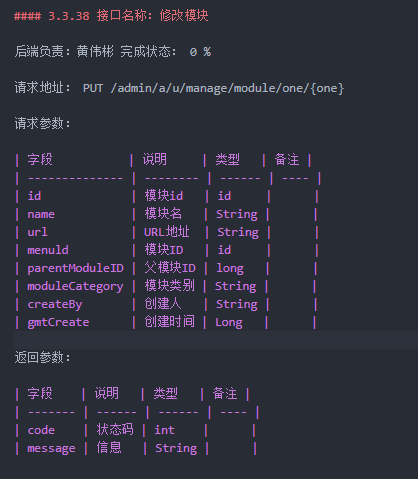 #### 3.3.38 接口名称: 修改模块
后端负责: 黄伟彬 完成状态: 0 %
请求地址: PUT /admin/a/u/manage/module/one/{one}
请求参数:
| 字段 | 说明 | 类型 | 备注 |
| -------------- | -------- | ------ | ---- |
| id | 模块id | id | |
| name | 模块名 | String | |
| url | URL地址 | String | |
| menuld | 模块ID | id | |
| parentModuleID | 父模块ID | long | |
| moduleCategory | 模块类别 | String | |
| createBy | 创建人 | String | |
| gmtCreate | 创建时间 | Long | |
返回参数:
| 字段 | 说明 | 类型 | 备注 |
| ------- | ------ | ------ | ---- |
| code | 状态码 | int | |
| message | 信息 | String | |